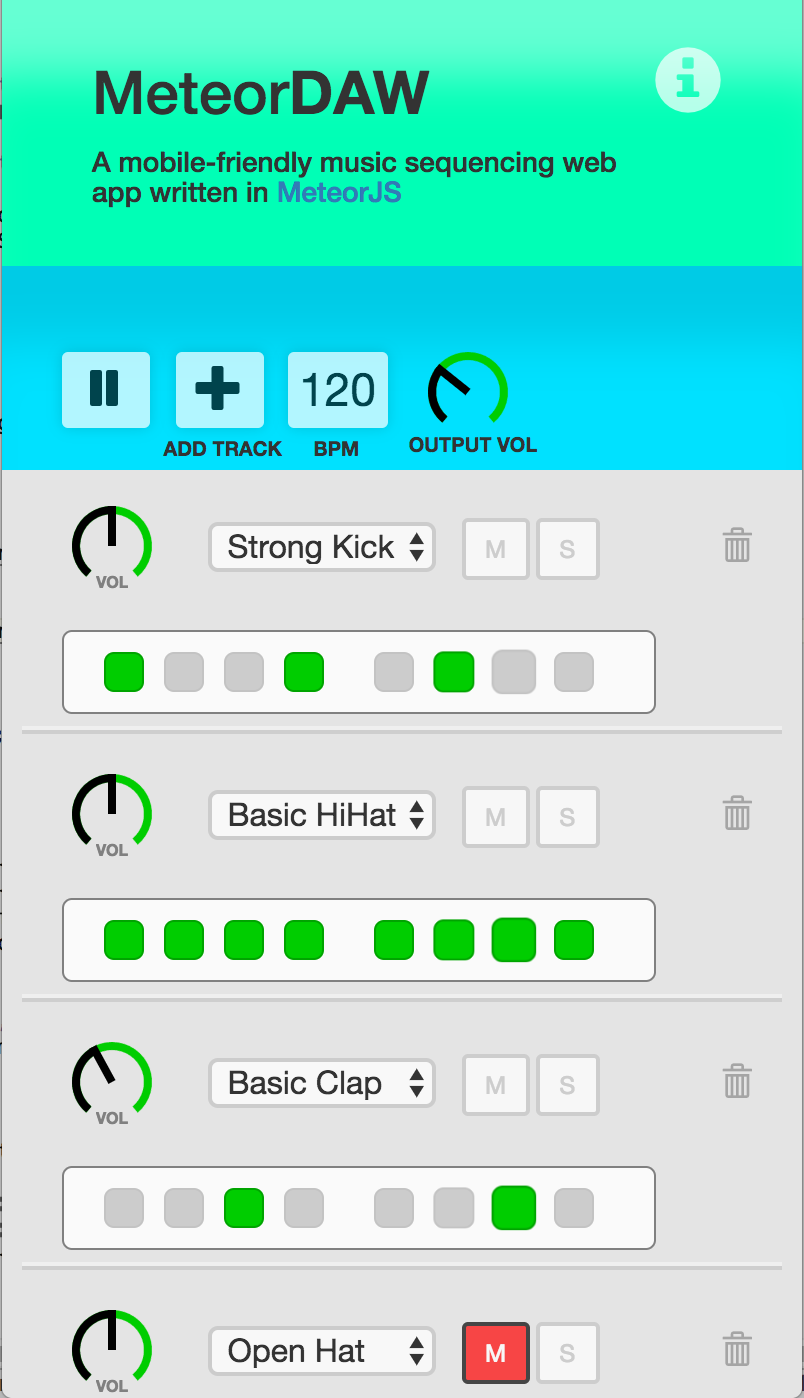 MeteorDAW
A mobile-friendly music sequencing web
app written in MeteorJS
120
ADD TRACK
BPM
OUTPUT VOL
VOL
Strong Kick
M
S
VOL
Basic HiHat
M
S
VOL
Basic Clap
M
S
VOL
Open Hat
M
S